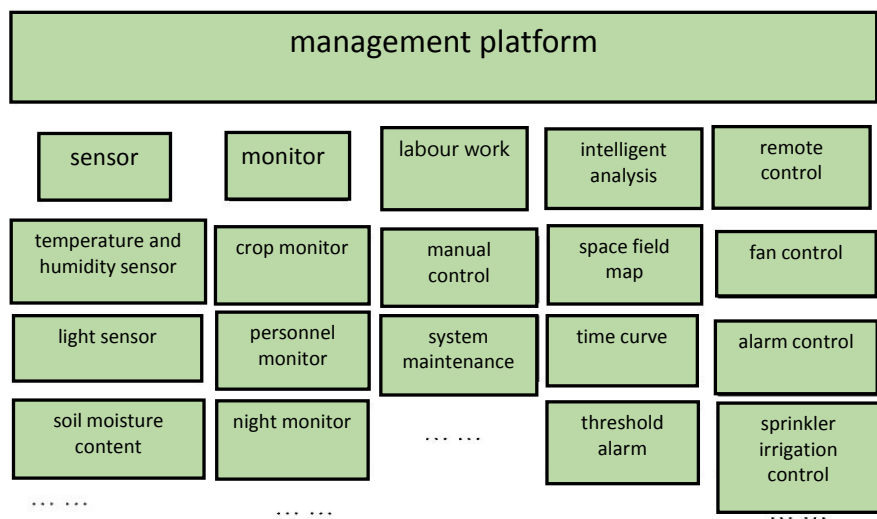 management platform
sensor
monitor
labour work
intelligent
analysis
remote
control
temperature and
humidity sensor
crop monitor
manual
control
space field
map
fan control
light sensor
personnel
monitor
system
maintenance
time curve
alarm control
soil moisture
content
night monitor
... ...
threshold
alarm
sprinkler
irrigation
control
... ...
... ...
... ...